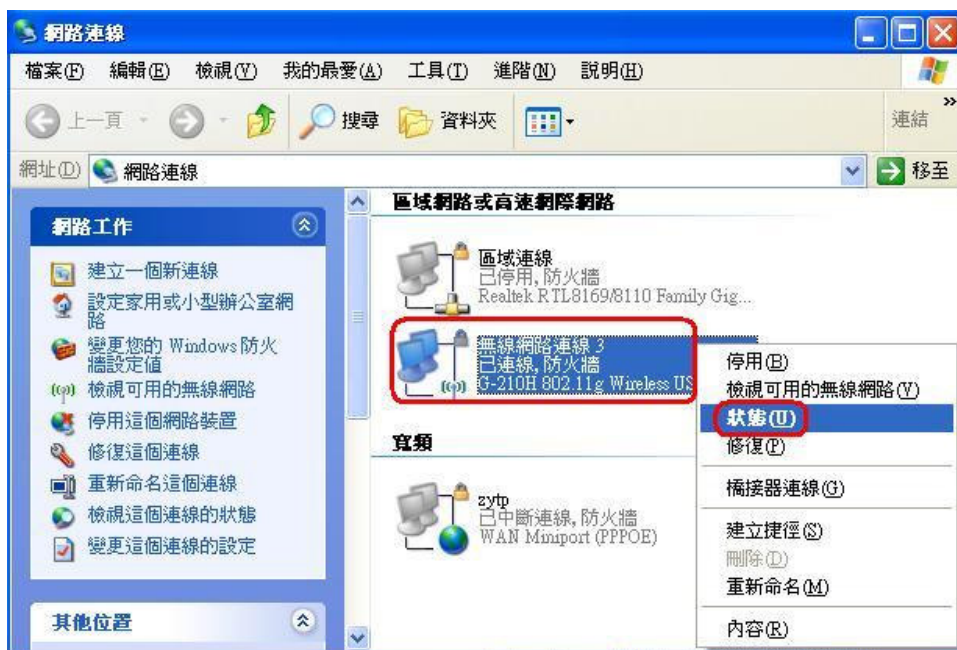 網路連線
檔案(F) 編輯(E) 檢視(V) 我的最愛(A) 工具(T) 進階(N) 說明(H)
上一頁 搜尋 資料夾 連結 »
網址(D) 網路連線 移至
網路工作
建立一個新連線
設定家用或小型辦公室網
路
變更您的 Windows 防火
牆設定值
檢視可用的無線網路
停用這個網路裝置
修復這個連線
重新命名這個連線
檢視這個連線的狀態
變更這個連線的設定
其他位置
區域網路或高速網際網路
區域連線
已停用, 防火牆
Realtek RTL8169/8110 Family Gig...
無線網路連線 3
已連線, 防火牆
G-210H 802.11g Wireless US
寬頻
zytp
已中斷連線, 防火牆
WAN Miniport (PPPOE)
停用(B)
檢視可用的無線網路(V)
狀態(U)
修復(P)
橋接器連線(G)
建立捷徑(S)
刪除(D)
重新命名(M)
內容(R)